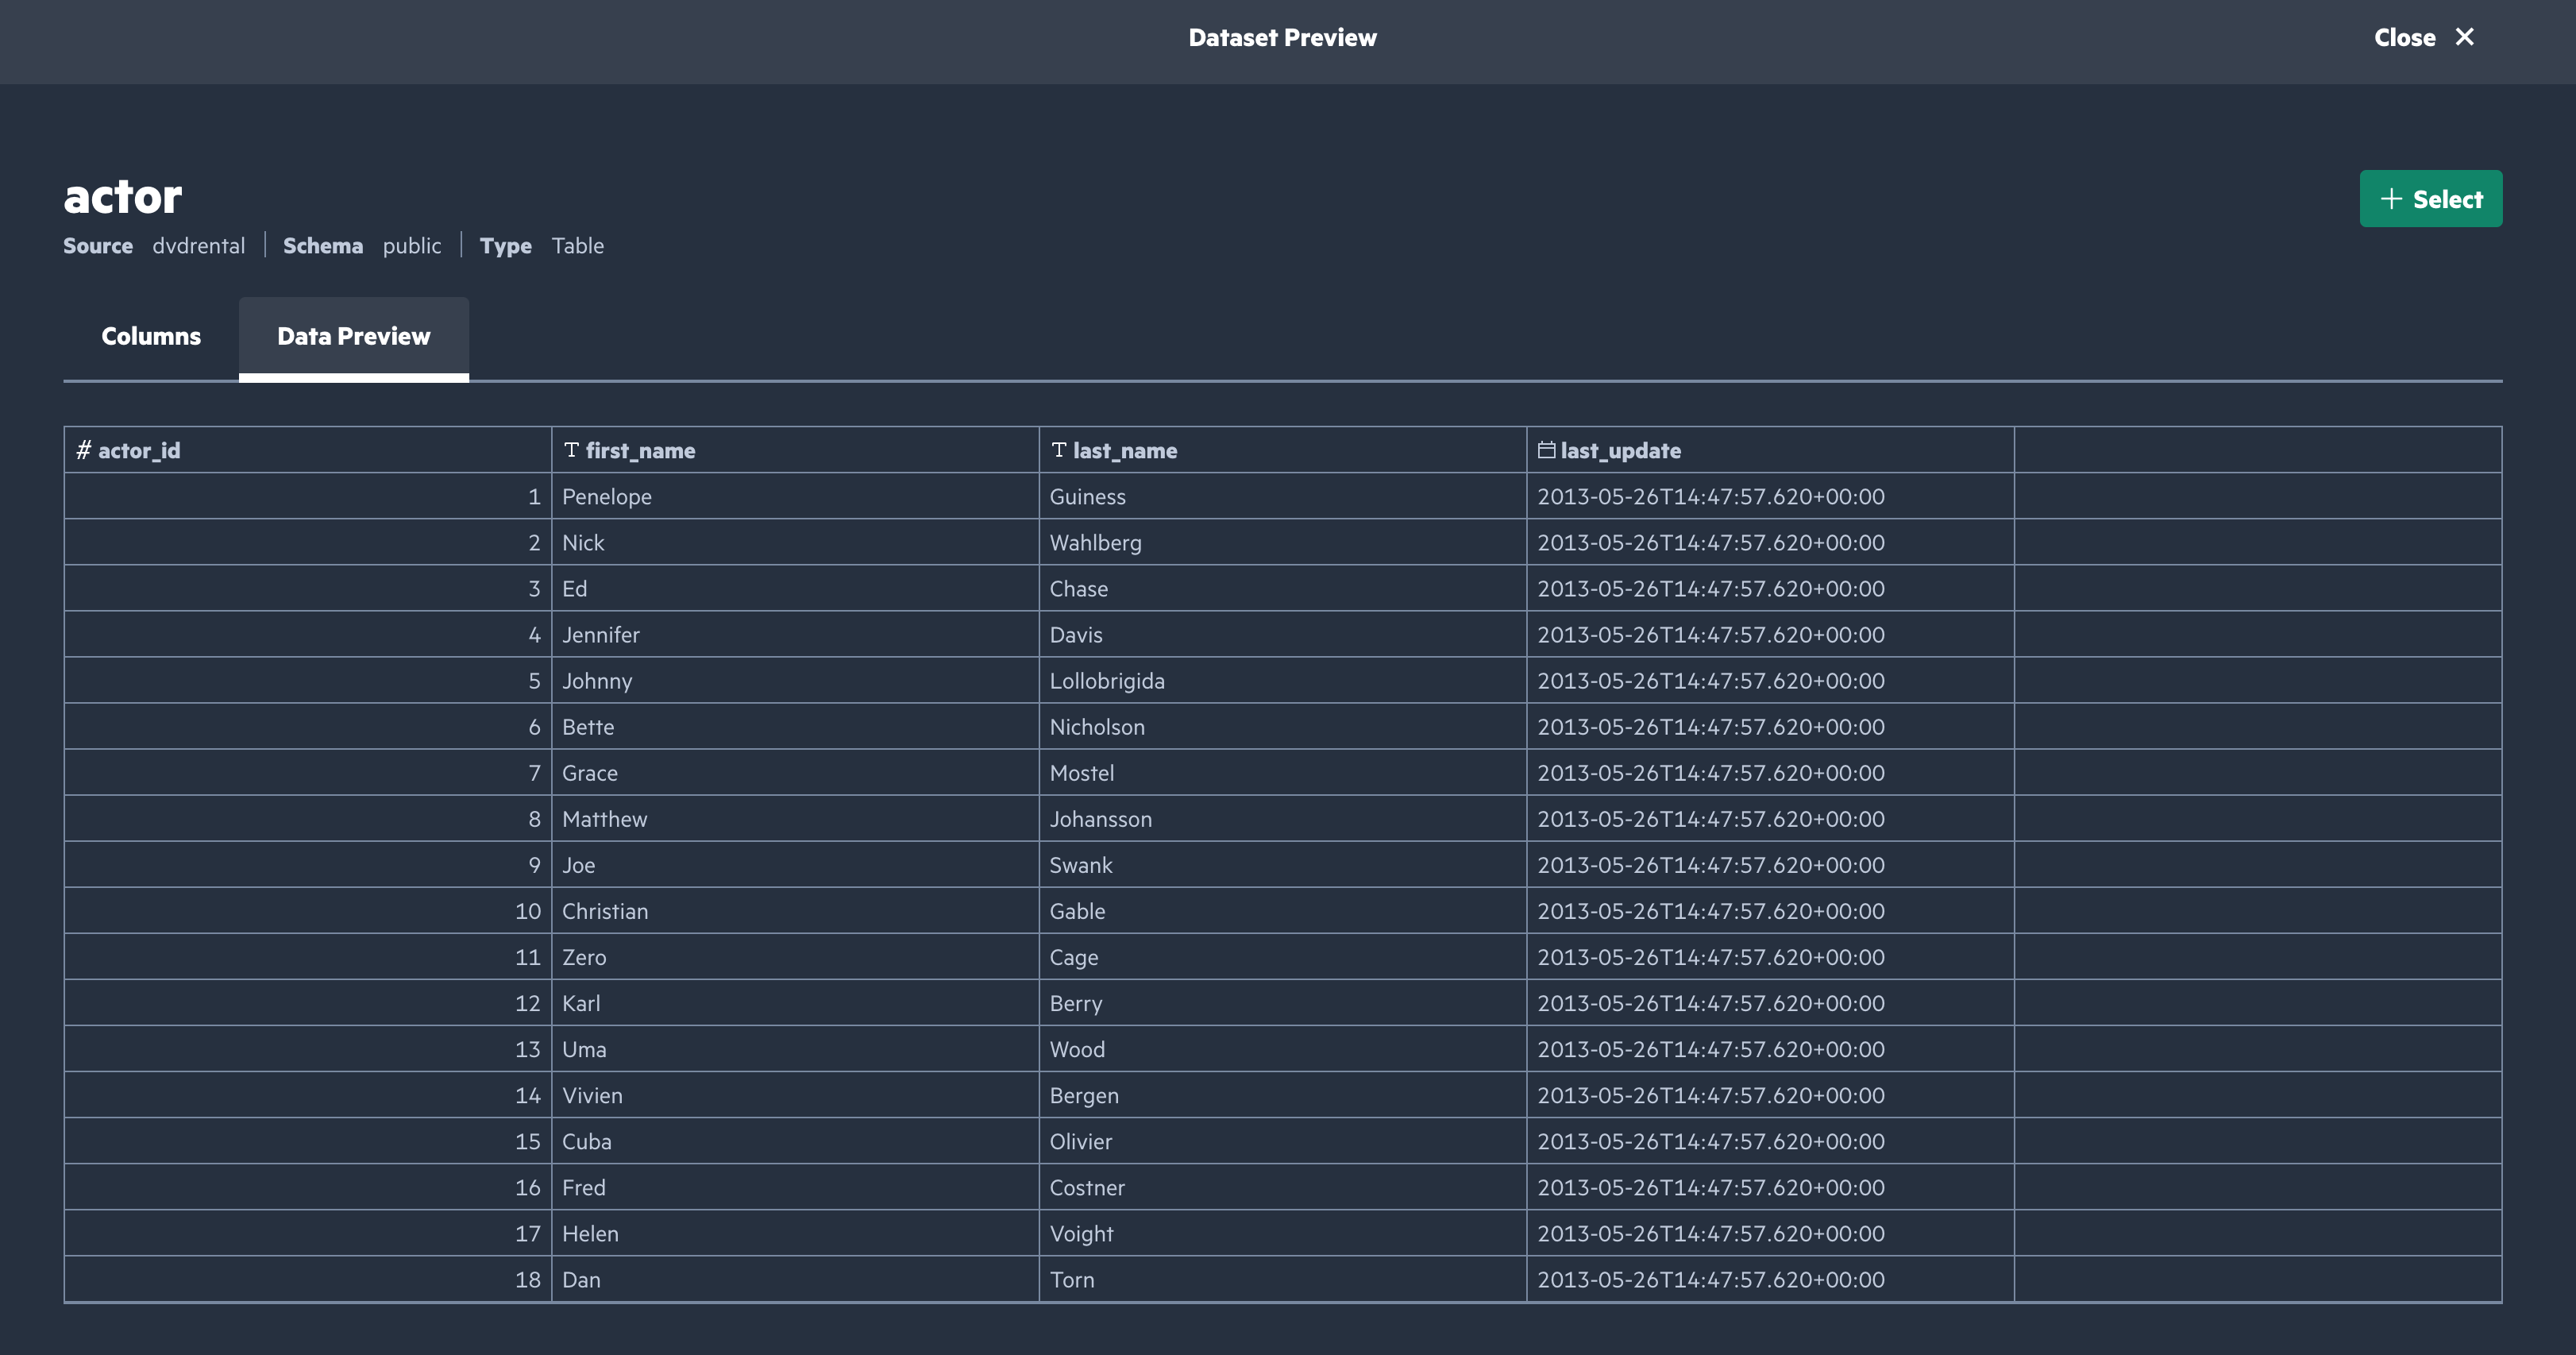 Dataset Preview
Close
actor
Select
Source dvdrental Schema public Type Table
Columns Data Preview
# actor_id first_name last_name last_update
1 Penelope Guiness 2013-05-26T14:47:57.620+00:00
2 Nick Wahlberg 2013-05-26T14:47:57.620+00:00
3 Ed Chase 2013-05-26T14:47:57.620+00:00
4 Jennifer Davis 2013-05-26T14:47:57.620+00:00
5 Johnny Lollobrigida 2013-05-26T14:47:57.620+00:00
6 Bette Nicholson 2013-05-26T14:47:57.620+00:00
7 Grace Mostel 2013-05-26T14:47:57.620+00:00
8 Matthew Johansson 2013-05-26T14:47:57.620+00:00
9 Joe Swank 2013-05-26T14:47:57.620+00:00
10 Christian Gable 2013-05-26T14:47:57.620+00:00
11 Zero Cage 2013-05-26T14:47:57.620+00:00
12 Karl Berry 2013-05-26T14:47:57.620+00:00
13 Uma Wood 2013-05-26T14:47:57.620+00:00
14 Vivien Bergen 2013-05-26T14:47:57.620+00:00
15 Cuba Olivier 2013-05-26T14:47:57.620+00:00
16 Fred Costner 2013-05-26T14:47:57.620+00:00
17 Helen Voight 2013-05-26T14:47:57.620+00:00
18 Dan Torn 2013-05-26T14:47:57.620+00:00